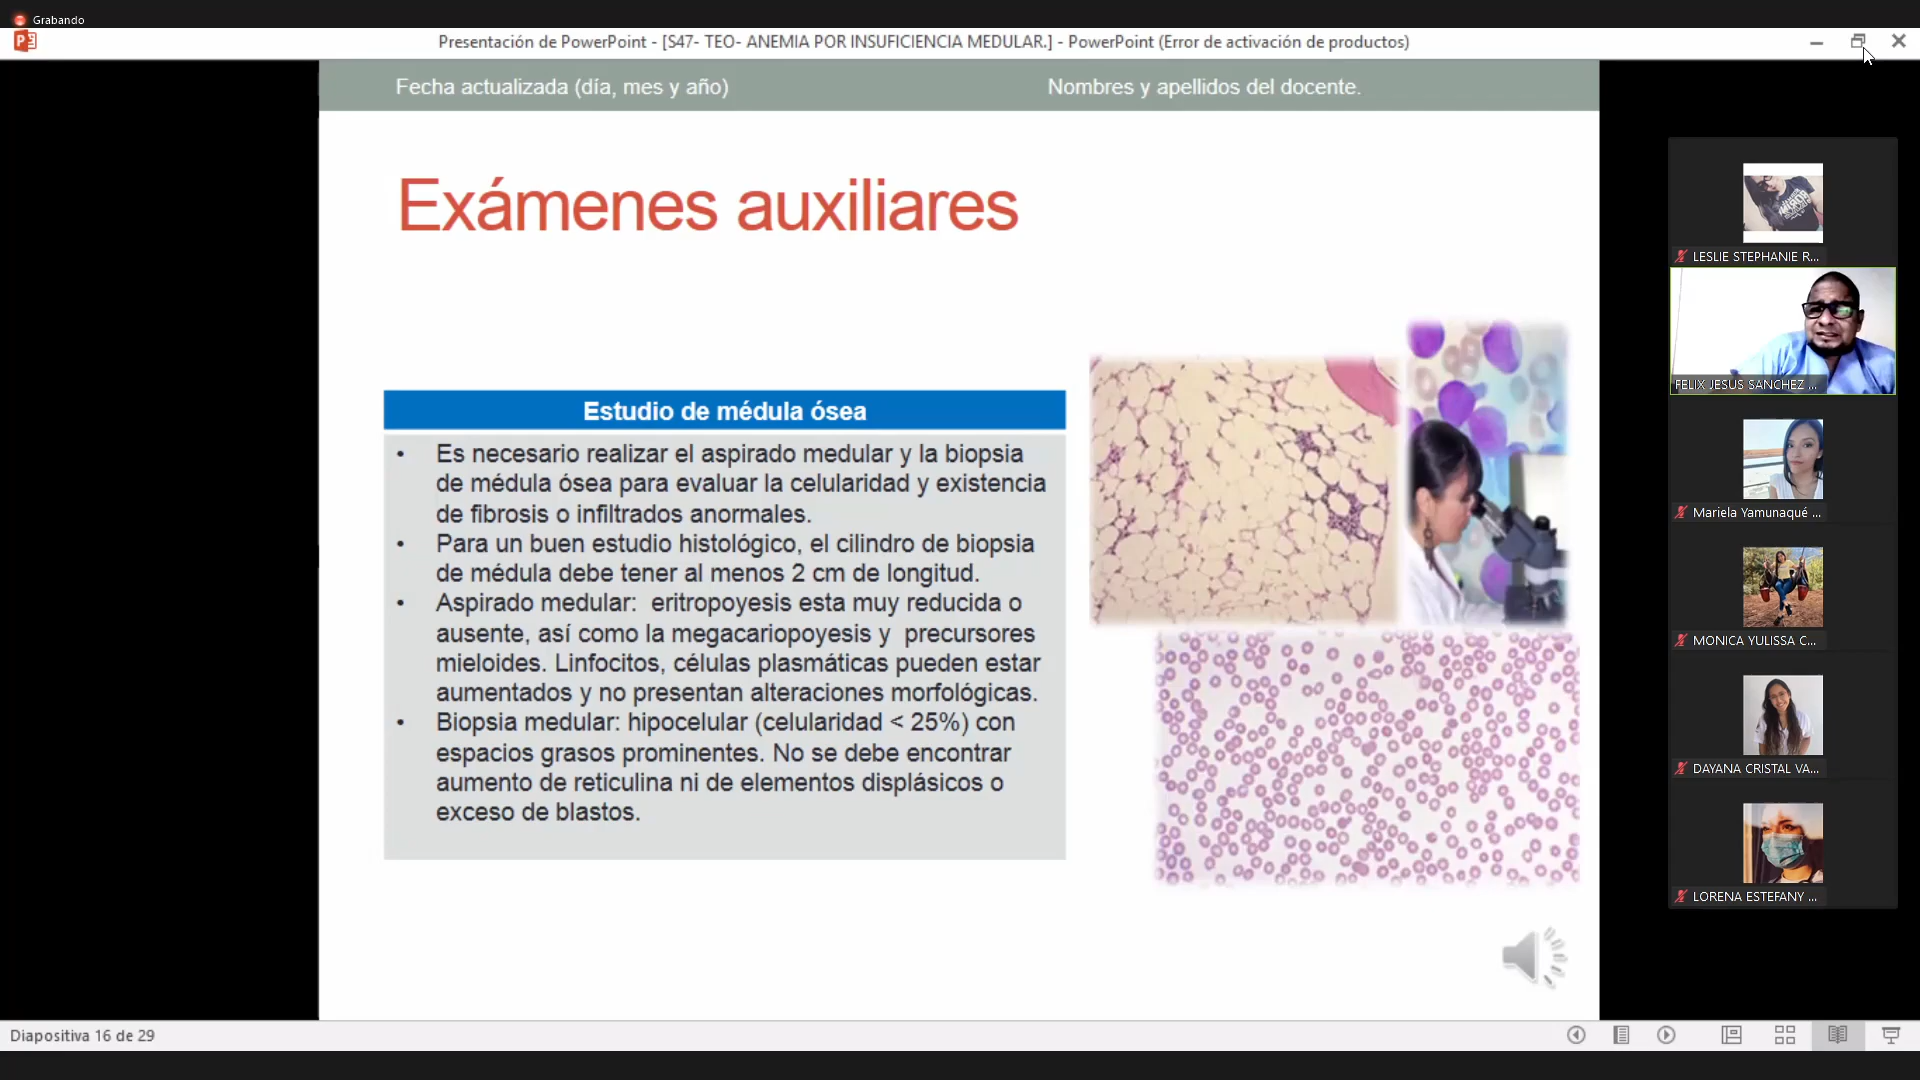 Grabando
Presentación de PowerPoint - [S47- TEO- ANEMIA POR INSUFICIENCIA MEDULAR.] - PowerPoint (Error de activación de productos)
Fecha actualizada (día, mes y año)
Nombres y apellidos del docente.
Exámenes auxiliares
Estudio de médula ósea
• Es necesario realizar el aspirado medular y la biopsia
de médula ósea para evaluar la celularidad y existencia
de fibrosis o infiltrados anormales.
• Para un buen estudio histológico, el cilindro de biopsia
de médula debe tener al menos 2 cm de longitud.
• Aspirado medular:  eritropoyesis esta muy reducida o
ausente, así como la megacariopoyesis y  precursores
mieloides. Linfocitos, células plasmáticas pueden estar
aumentados y no presentan alteraciones morfológicas.
• Biopsia medular: hipocelular (celularidad < 25%) con
espacios grasos prominentes. No se debe encontrar
aumento de reticulina ni de elementos displásicos o
exceso de blastos.
LESLIE STEPHANIE R...
FELIX JESUS SANCHEZ ...
Mariela Yamunaqué ...
MONICA YULISSA C...
DAYANA CRISTAL VA...
LORENA ESTEFANY ...
Diapositiva 16 de 29